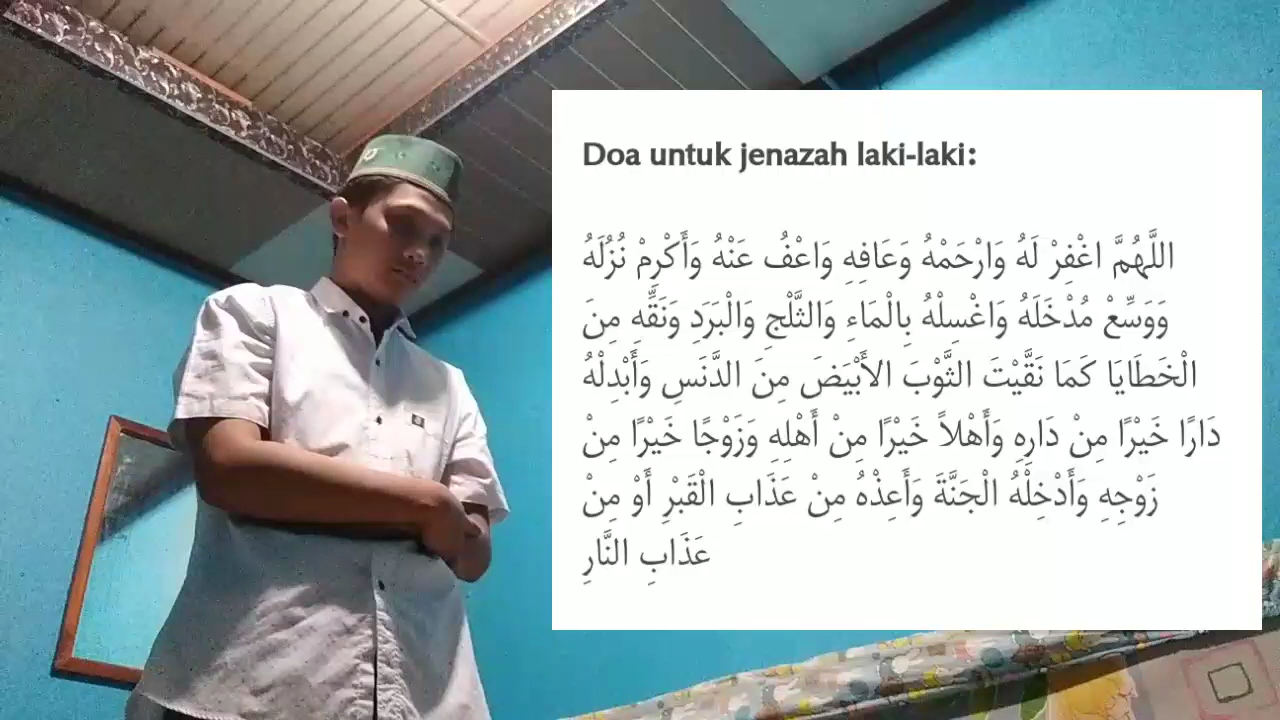 Doa untuk jenazah laki-laki:
اللَّهُمَّ اغْفِرْ لَهُ وَارْحَمْهُ وَعَافِهِ وَاعْفُ عَنْهُ وَأَكْرِمْ نُزُلَهُ
وَوَسِّعْ مُدْخَلَهُ وَاغْسِلْهُ بِالْمَاءِ وَالثَّلْجِ وَالْبَرَدِ وَنَقِّهِ مِنَ
الْخَطَايَا كَمَا نَقَّيْتَ الثَّوْبَ الأَبْيَضَ مِنَ الدَّنَسِ وَأَبْدِلْهُ
دَارًا خَيْرًا مِنْ دَارِهِ وَأَهْلاً خَيْرًا مِنْ أَهْلِهِ وَزَوْجًا خَيْرًا مِنْ
زَوْجِهِ وَأَدْخِلْهُ الْجَنَّةَ وَأَعِذْهُ مِنْ عَذَابِ الْقَبْرِ أَوْ مِنْ
عَذَابِ النَّارِ